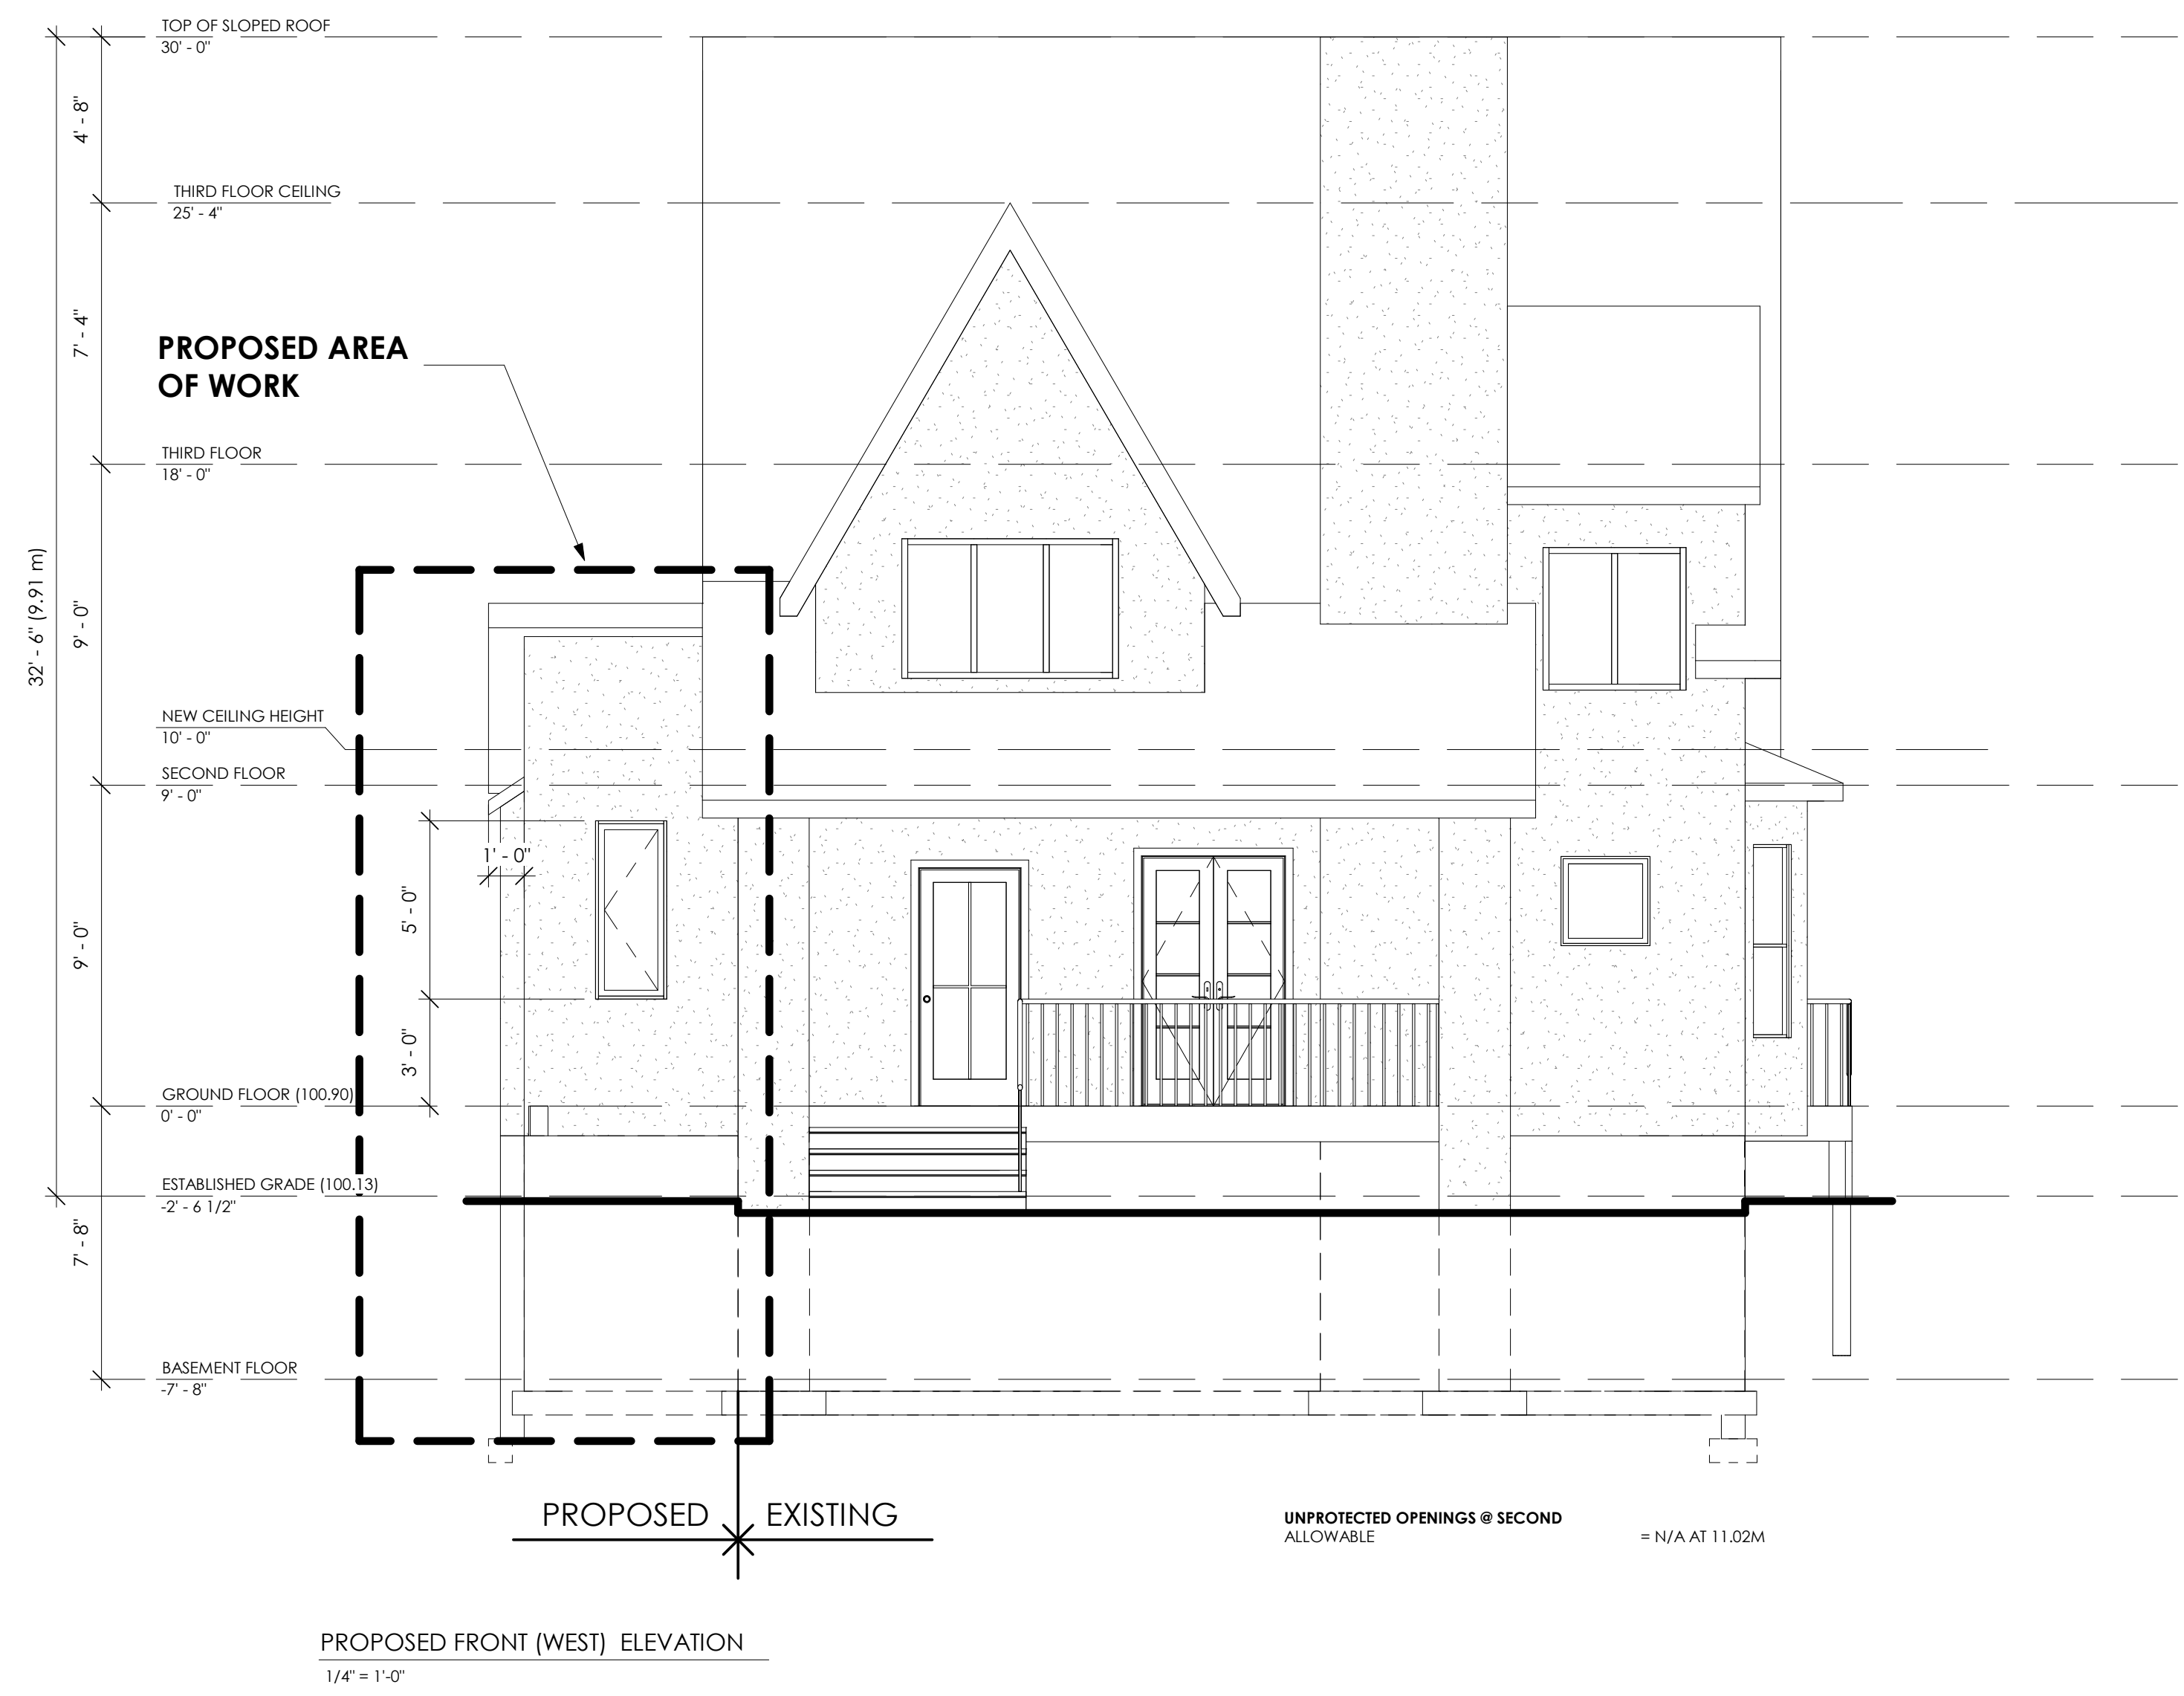 TOP OF SLOPED ROOF
30' - 0"
4' - 8"
THIRD FLOOR CEILING
25' - 4"
7' - 4"
PROPOSED AREA
OF WORK
THIRD FLOOR
18' - 0"
32' - 6" (9.91 m)
9' - 0"
NEW CEILING HEIGHT
10' - 0"
SECOND FLOOR
9' - 0"
1' - 0"
5' - 0"
9' - 0"
3' - 0"
GROUND FLOOR (100.90)
0' - 0"
ESTABLISHED GRADE (100.13)
-2' - 6 1/2"
7' - 8"
BASEMENT FLOOR
-7' - 8"
PROPOSED EXISTING
UNPROTECTED OPENINGS @ SECOND
ALLOWABLE = N/A AT 11.02M
PROPOSED FRONT (WEST) ELEVATION
1/4" = 1'-0"